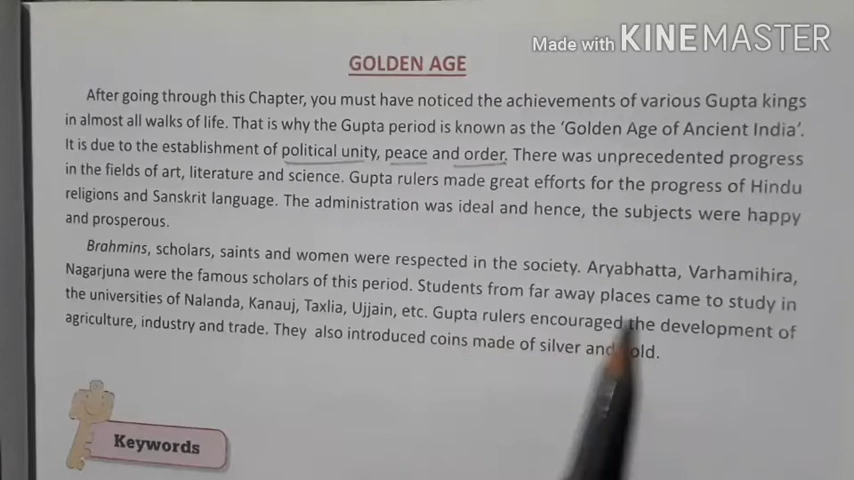 Made with KINEMASTER
GOLDEN AGE
After going through this Chapter, you must have noticed the achievements of various Gupta kings
in almost all walks of life. That is why the Gupta period is known as the 'Golden Age of Ancient India'.
It is due to the establishment of political unity, peace and order. There was unprecedented progress
in the fields of art, literature and science. Gupta rulers made great efforts for the progress of Hindu
religions and Sanskrit language. The administration was ideal and hence, the subjects were happy
and prosperous.
Brahmins, scholars, saints and women were respected in the society. Aryabhatta, Varhamihira,
Nagarjuna were the famous scholars of this period. Students from far away places came to study in
the universities of Nalanda, Kanauj, Taxlia, Ujjain, etc. Gupta rulers encouraged the development of
agriculture, industry and trade. They also introduced coins made of silver and
Keywords